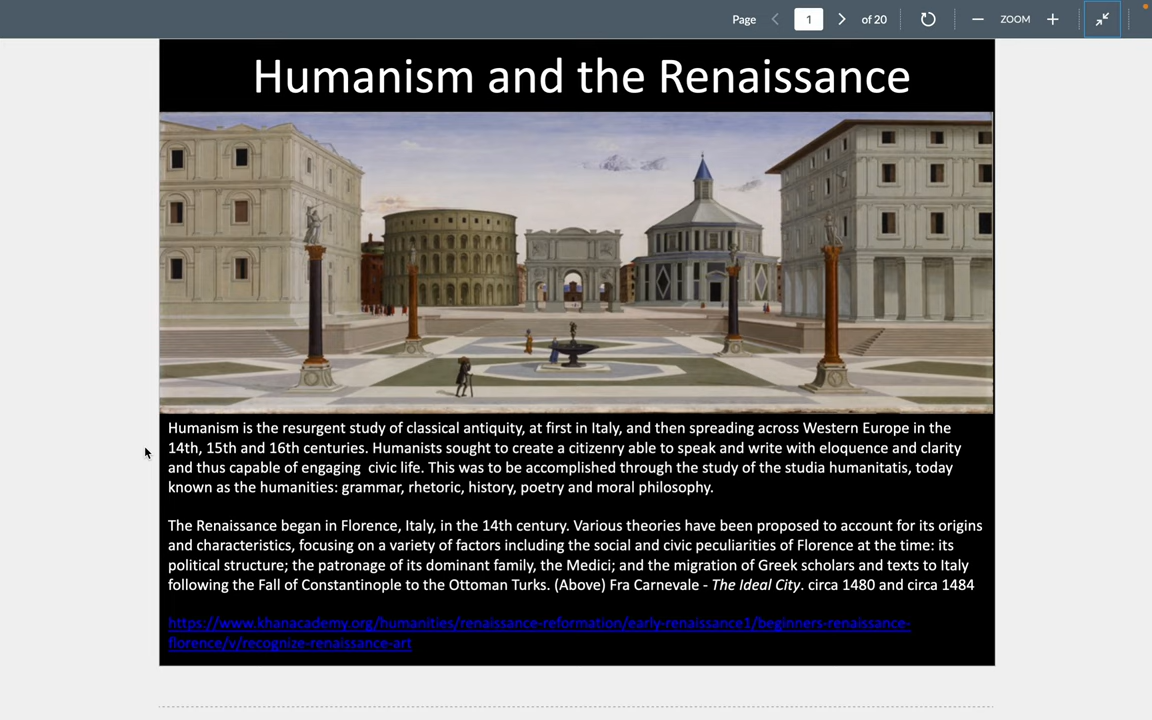 Page 1 of 20 ZOOM
Humanism and the Renaissance
Humanism is the resurgent study of classical antiquity, at first in Italy, and then spreading across Western Europe in the
14th, 15th and 16th centuries. Humanists sought to create a citizenry able to speak and write with eloquence and clarity
and thus capable of engaging  civic life. This was to be accomplished through the study of the studia humanitatis, today
known as the humanities: grammar, rhetoric, history, poetry and moral philosophy.
The Renaissance began in Florence, Italy, in the 14th century. Various theories have been proposed to account for its origins
and characteristics, focusing on a variety of factors including the social and civic peculiarities of Florence at the time: its
political structure; the patronage of its dominant family, the Medici; and the migration of Greek scholars and texts to Italy
following the Fall of Constantinople to the Ottoman Turks. (Above) Fra Carnevale - The Ideal City. circa 1480 and circa 1484
https://www.khanacademy.org/humanities/renaissance-reformation/early-renaissance1/beginners-renaissance-
florence/v/recognize-renaissance-art